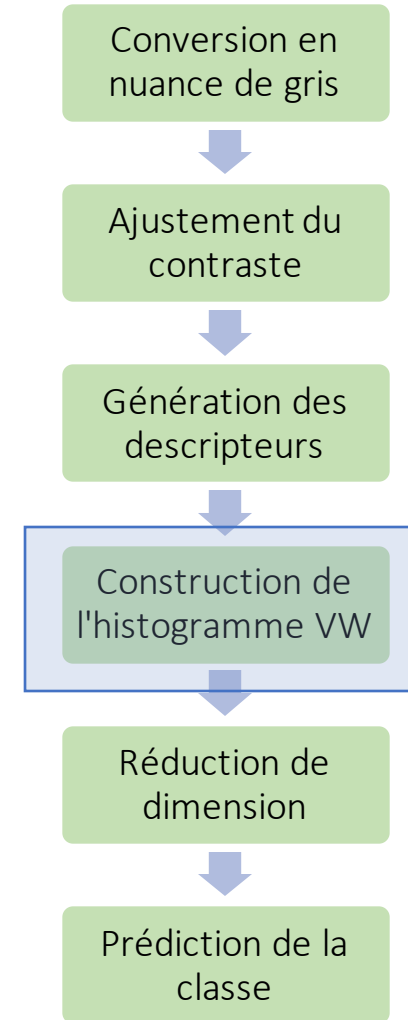 Conversion en
nuance de gris
Ajustement du
contraste
Génération des
descripteurs
Construction de
l'histogramme VW
Réduction de
dimension
Prédiction de la
classe